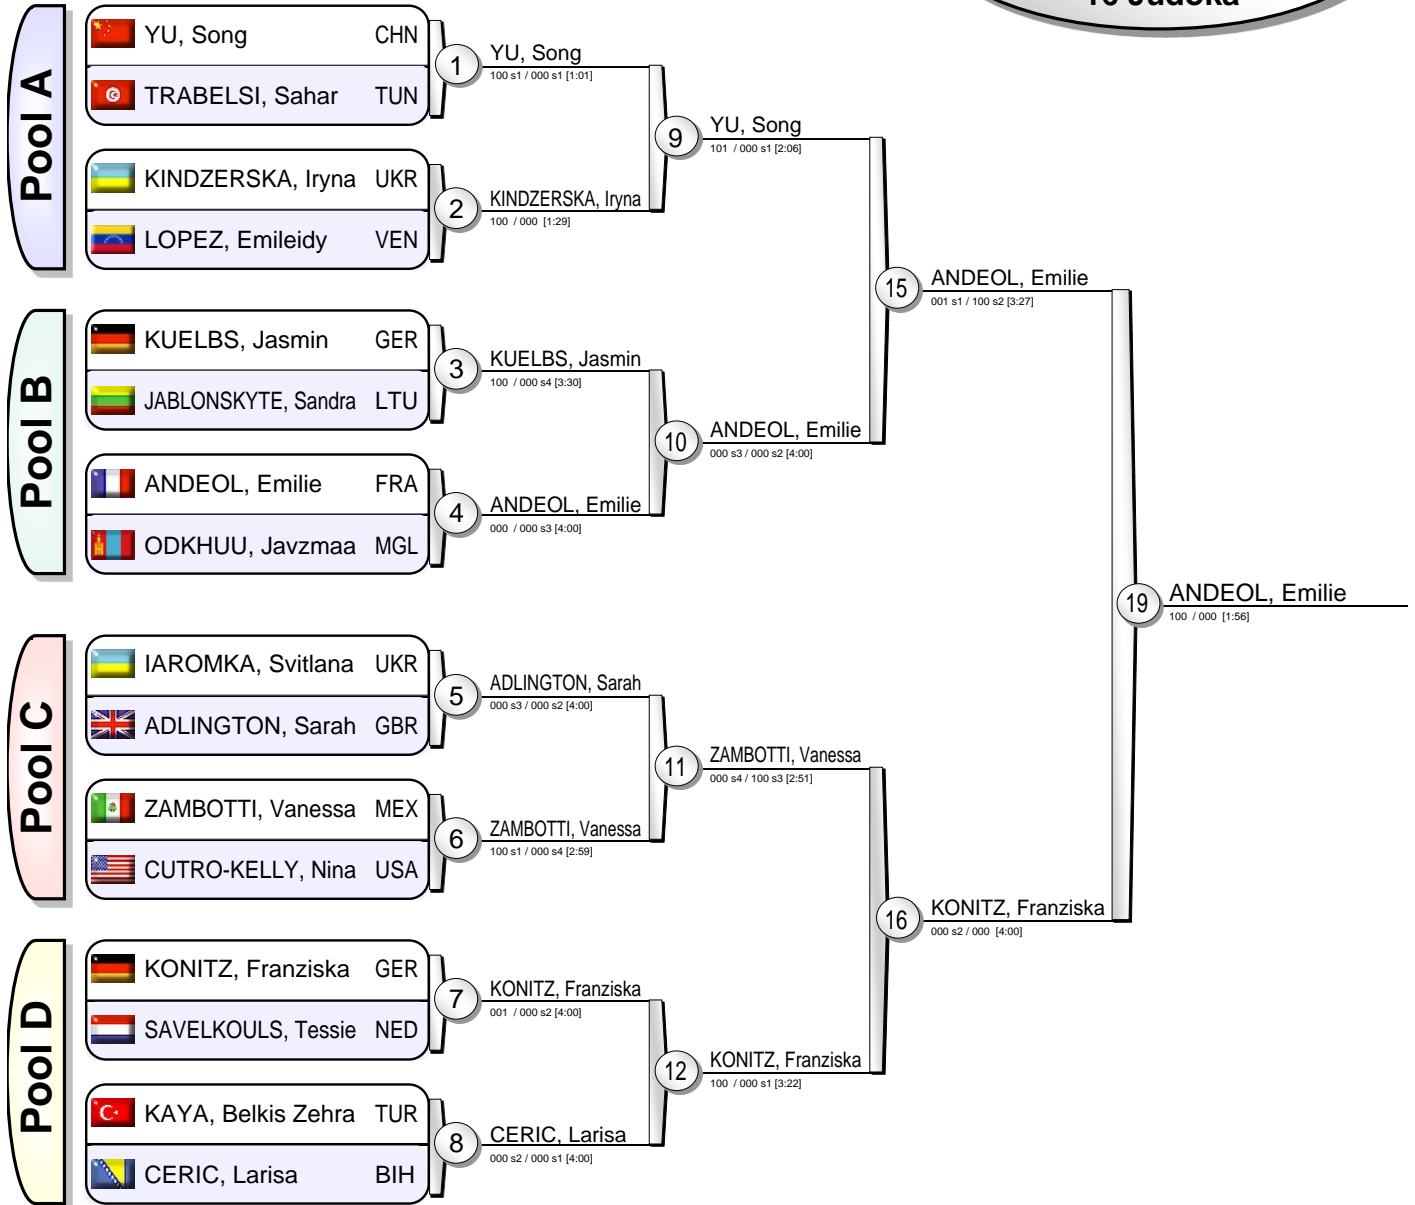 16 Judoka
Pool A
YU, Song CHN
TRABELSI, Sahar TUN
KINDZERSKA, Iryna UKR
LOPEZ, Emileidy VEN
Pool B
KUELBS, Jasmin GER
JABLONSKYTE, Sandra LTU
ANDEOL, Emilie FRA
ODKHUU, Javzmaa MGL
Pool C
IAROMKA, Svitlana UKR
ADLINGTON, Sarah GBR
ZAMBOTTI, Vanessa MEX
CUTRO-KELLY, Nina USA
Pool D
KONITZ, Franziska GER
SAVELKOULS, Tessie NED
KAYA, Belkis Zehra TUR
CERIC, Larisa BIH
1
YU, Song
100 s1 / 000 s1 [1:01]
2
KINDZERSKA, Iryna
100 / 000 [1:29]
3
KUELBS, Jasmin
100 / 000 s4 [3:30]
4
ANDEOL, Emilie
000 / 000 s3 [4:00]
5
ADLINGTON, Sarah
000 s3 / 000 s2 [4:00]
6
ZAMBOTTI, Vanessa
100 s1 / 000 s4 [2:59]
7
KONITZ, Franziska
001 / 000 s2 [4:00]
8
CERIC, Larisa
000 s2 / 000 s1 [4:00]
9
YU, Song
101 / 000 s1 [2:06]
10
ANDEOL, Emilie
000 s3 / 000 s2 [4:00]
11
ZAMBOTTI, Vanessa
000 s4 / 100 s3 [2:51]
12
KONITZ, Franziska
100 / 000 s1 [3:22]
15
ANDEOL, Emilie
001 s1 / 100 s2 [3:27]
16
KONITZ, Franziska
000 s2 / 000 [4:00]
19
ANDEOL, Emilie
100 / 000 [1:56]